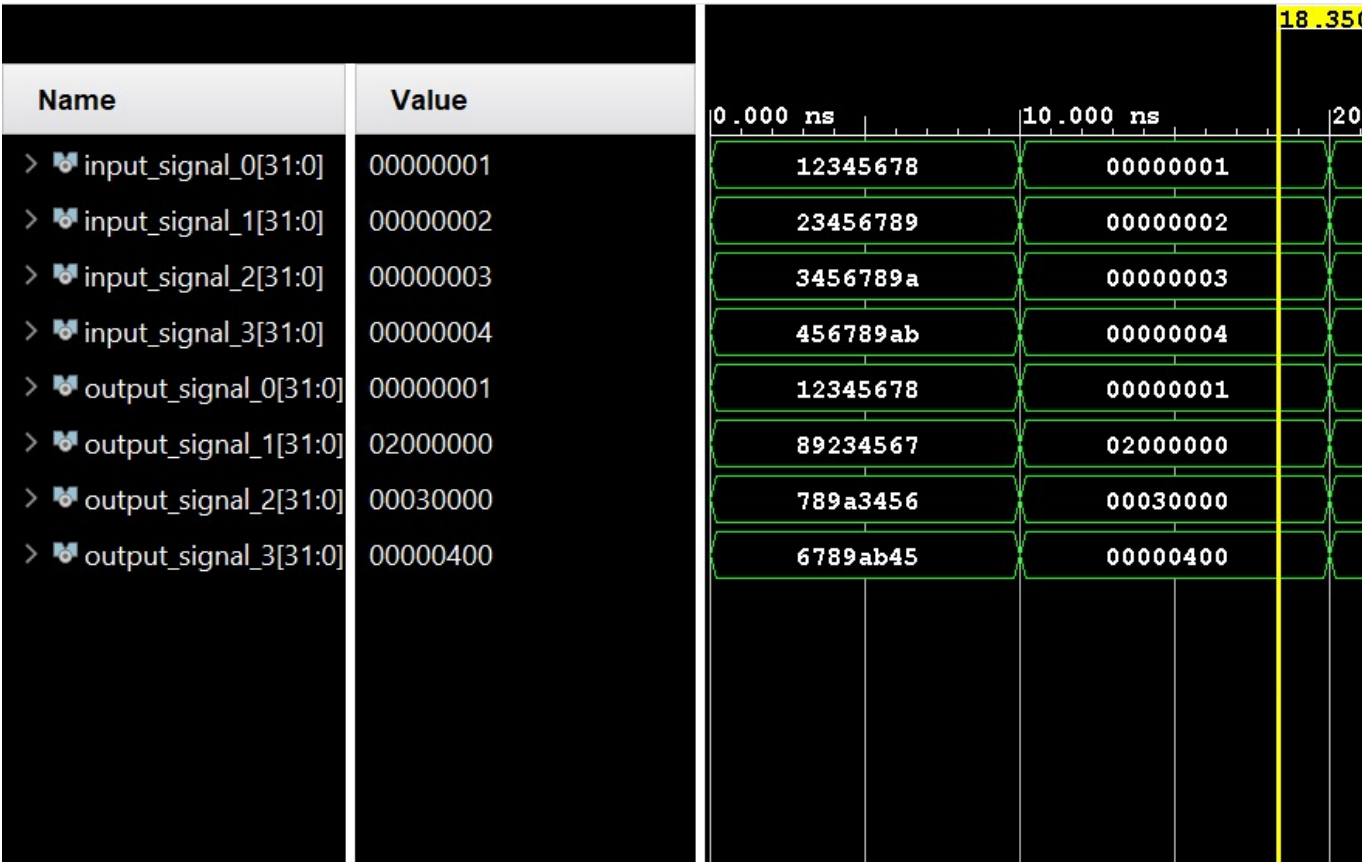 18.350
Name Value
0.000 ns 10.000 ns 20
input_signal_0[31:0] 00000001 12345678 00000001
input_signal_1[31:0] 00000002 23456789 00000002
input_signal_2[31:0] 00000003 3456789a 00000003
input_signal_3[31:0] 00000004 456789ab 00000004
output_signal_0[31:0] 00000001 12345678 00000001
output_signal_1[31:0] 02000000 89234567 02000000
output_signal_2[31:0] 00030000 789a3456 00030000
output_signal_3[31:0] 00000400 6789ab45 00000400